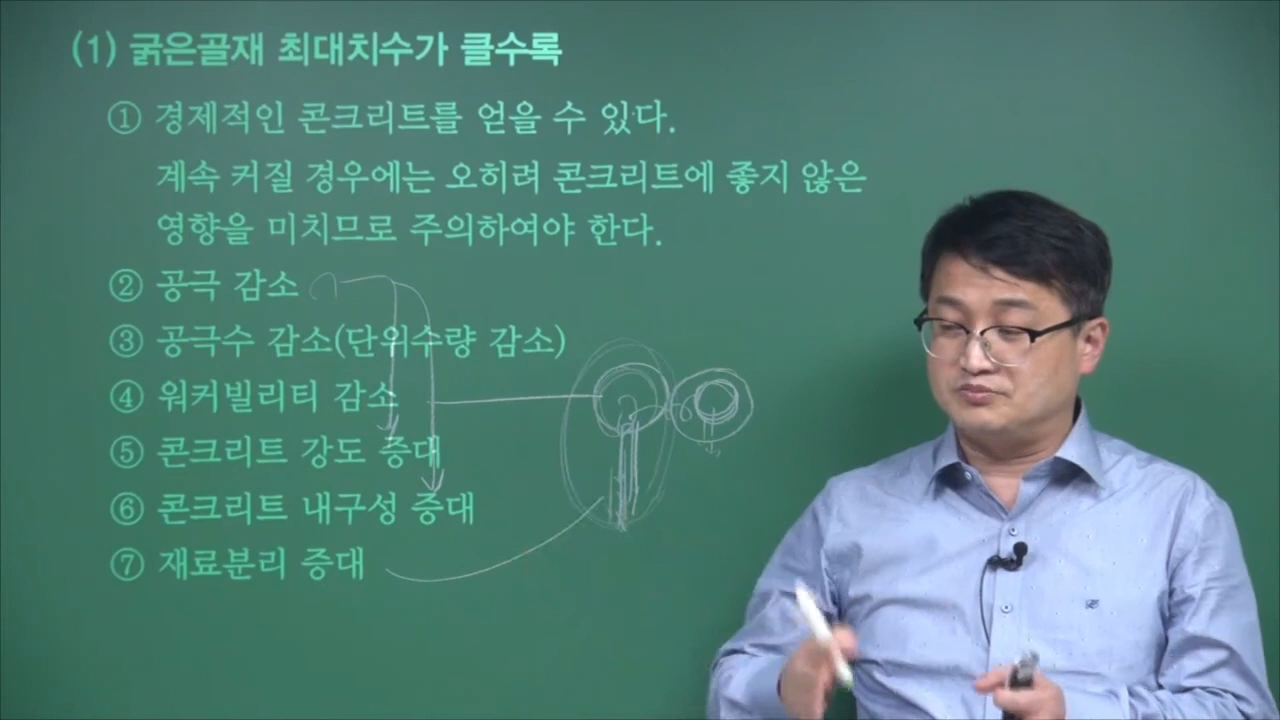 (1) 굵은골재 최대치수가 클수록
① 경제적인 콘크리트를 얻을 수 있다.
계속 커질 경우에는 오히려 콘크리트에 좋지 않은
영향을 미치므로 주의하여야 한다.
② 공극 감소
③ 공극수 감소(단위수량 감소)
④ 워커빌리티 감소
⑤ 콘크리트 강도 증대
⑥ 콘크리트 내구성 증대
⑦ 재료분리 증대